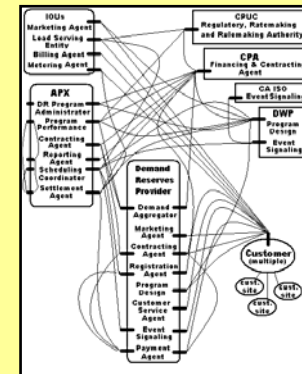 IOUs
Marketing Agent
Load Serving
Entity
Billing Agent
Metering Agent
CPUC
Regulatory, Ratemaking
and Rulemaking Authority
CPA
Financing & Contracting
Agent
CA ISO
Event Signaling
DWP
Program
Design
Event
Signaling
APX
DR Program
Administrator
Program
Performance
Contracting
Agent
Reporting
Agent
Scheduling
Coordinator
Settlement
Agent
Demand
Reserves
Provider
Demand
Aggregator
Marketing
Agent
Contracting
Agent
Registration
Agent
Program
Design
Customer
Service
Agent
Event
Signaling
Payment
Agent
Customer
(multiple)
cust.
site
cust.
site
cust.
site